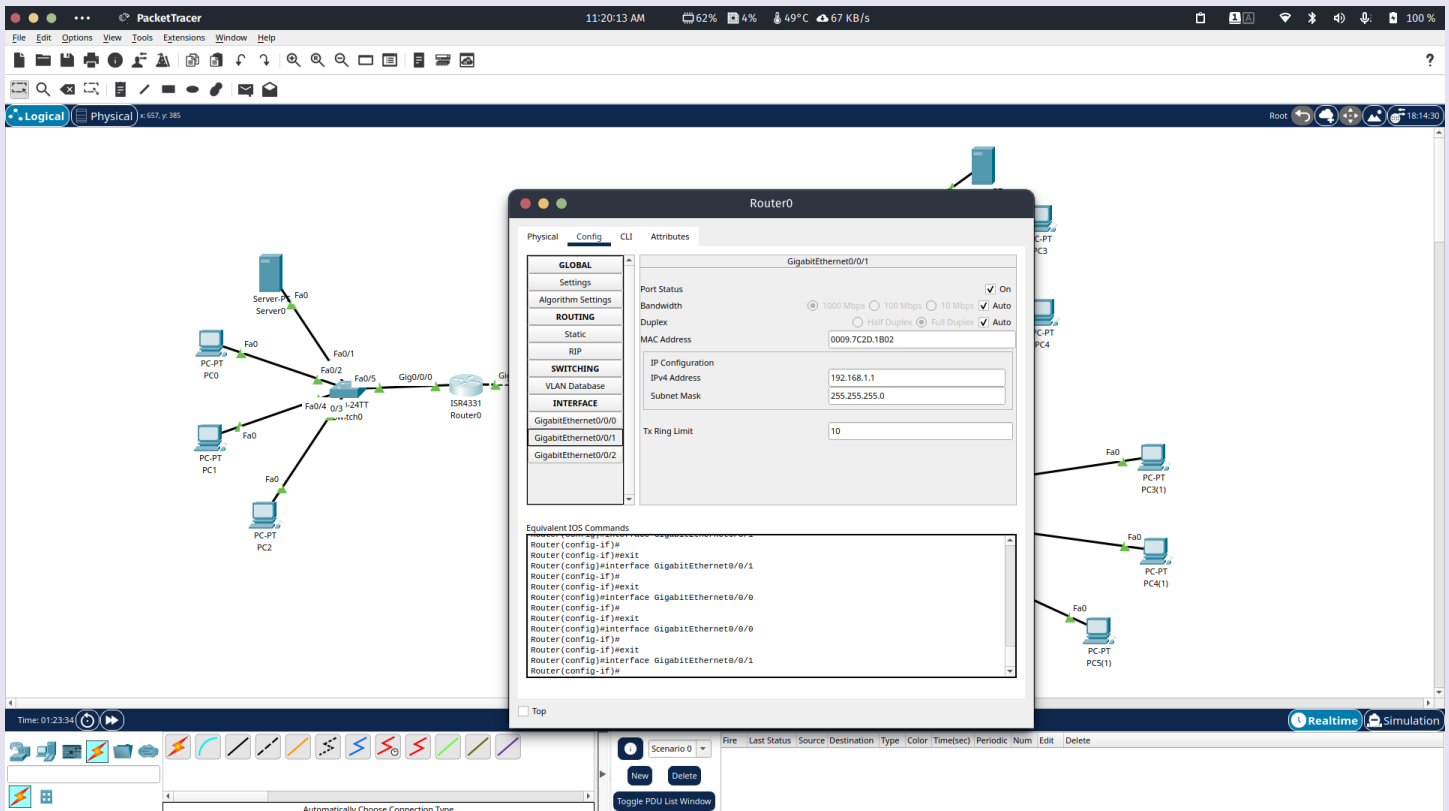 PacketTracer 11:20:13 AM 62% 4% 49°C 67 KB/s 1 A 100 %
File Edit Options View Tools Extensions Window Help
?
Logical Physical x: 657, y: 385 Root 18:14:30
Router0
Physical Config CLI Attributes
GLOBAL
Settings
Algorithm Settings
ROUTING
Static
RIP
SWITCHING
VLAN Database
INTERFACE
GigabitEthernet0/0/0
GigabitEthernet0/0/1
GigabitEthernet0/0/2
GigabitEthernet0/0/1
Port Status On
Bandwidth 1000 Mbps 100 Mbps 10 Mbps Auto
Duplex Half Duplex Full Duplex Auto
MAC Address 0009.7C2D.1B02
IP Configuration
IPv4 Address 192.168.1.1
Subnet Mask 255.255.255.0
Tx Ring Limit 10
Equivalent IOS Commands
Router(config)#interface GigabitEthernet0/0/1
Router(config-if)#
Router(config-if)#exit
Router(config)#interface GigabitEthernet0/0/1
Router(config-if)#
Router(config-if)#exit
Router(config)#interface GigabitEthernet0/0/0
Router(config-if)#
Router(config-if)#exit
Router(config)#interface GigabitEthernet0/0/0
Router(config-if)#
Router(config-if)#exit
Router(config)#interface GigabitEthernet0/0/1
Router(config-if)#
Top
Server-PT Fa0
Server0
Fa0
PC-PT
PC0
Fa0/1
Fa0/2
Fa0/5
Gig0/0/0
Fa0/4
0/3
-24TT
ISR4331
Router0
Fa0
PC-PT
PC1
Fa0
PC-PT
PC2
C-PT
PC3
C-PT
PC4
Fa0
PC-PT
PC3(1)
Fa0
PC-PT
PC4(1)
Fa0
PC-PT
PC5(1)
Time: 01:23:34 Realtime Simulation
Scenario 0
New Delete
Toggle PDU List Window
Fire Last Status Source Destination Type Color Time(sec) Periodic Num Edit Delete
Automatically Choose Connection Type